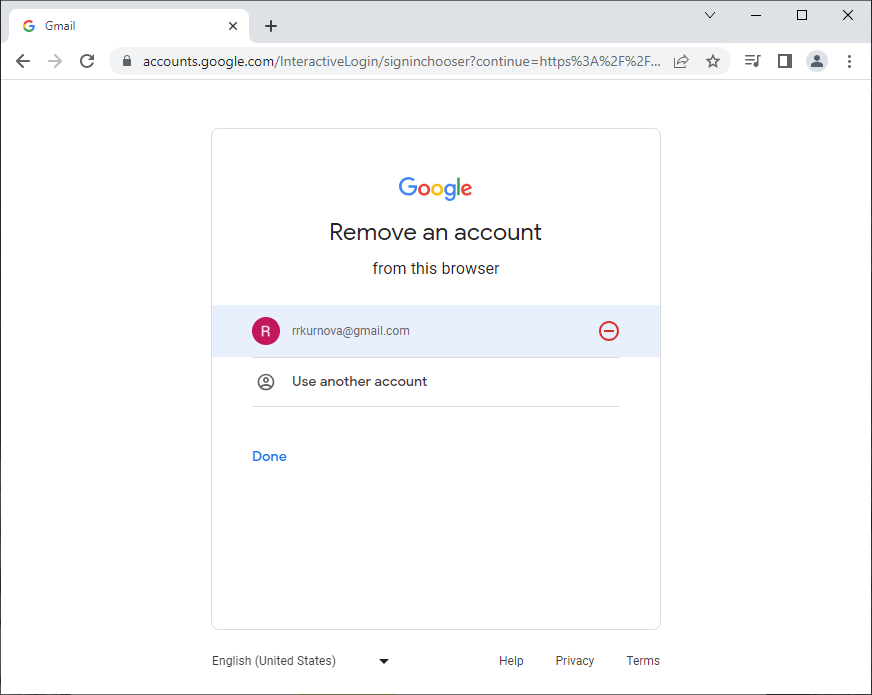 Gmail
accounts.google.com/InteractiveLogin/signinchooser?continue=https%3A%2F%2F...
Google
Remove an account
from this browser
R
rrkurnova@gmail.com
Use another account
Done
English (United States)
Help
Privacy
Terms